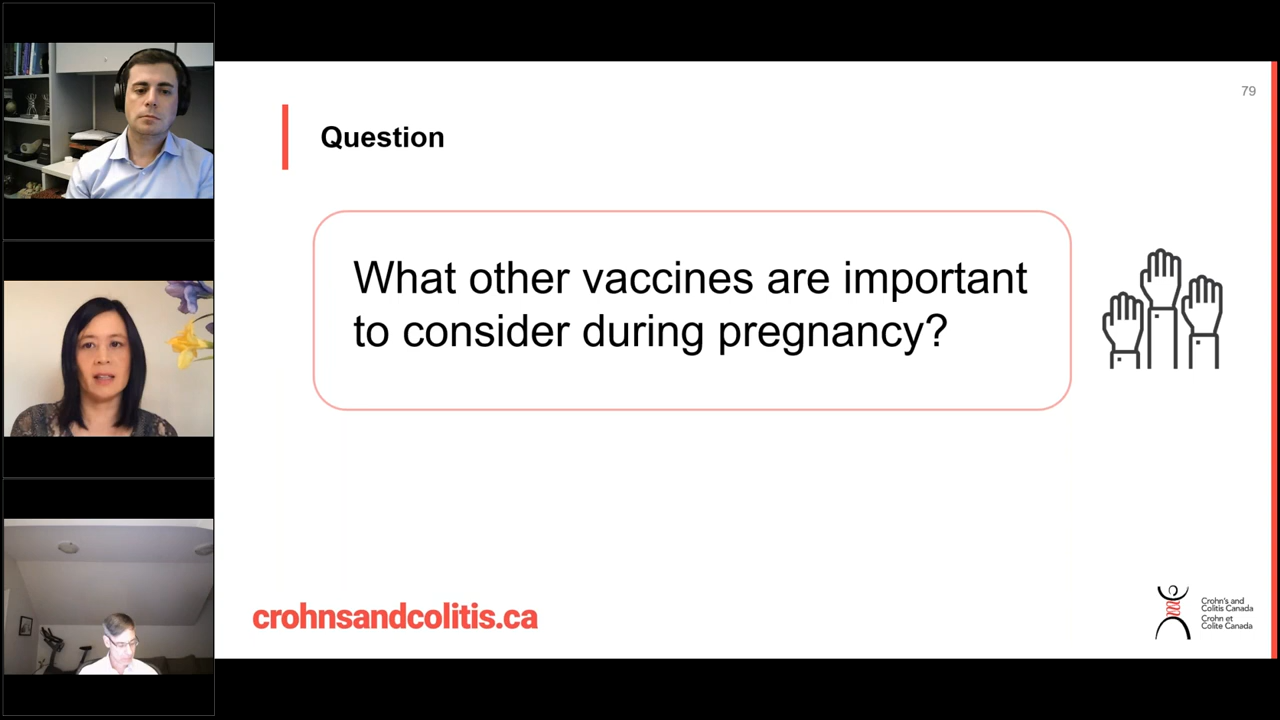 79
Question
What other vaccines are important
to consider during pregnancy?
crohnsandcolitis.ca
Crohn's and
Colitis Canada
Crohn et
Colite Canada